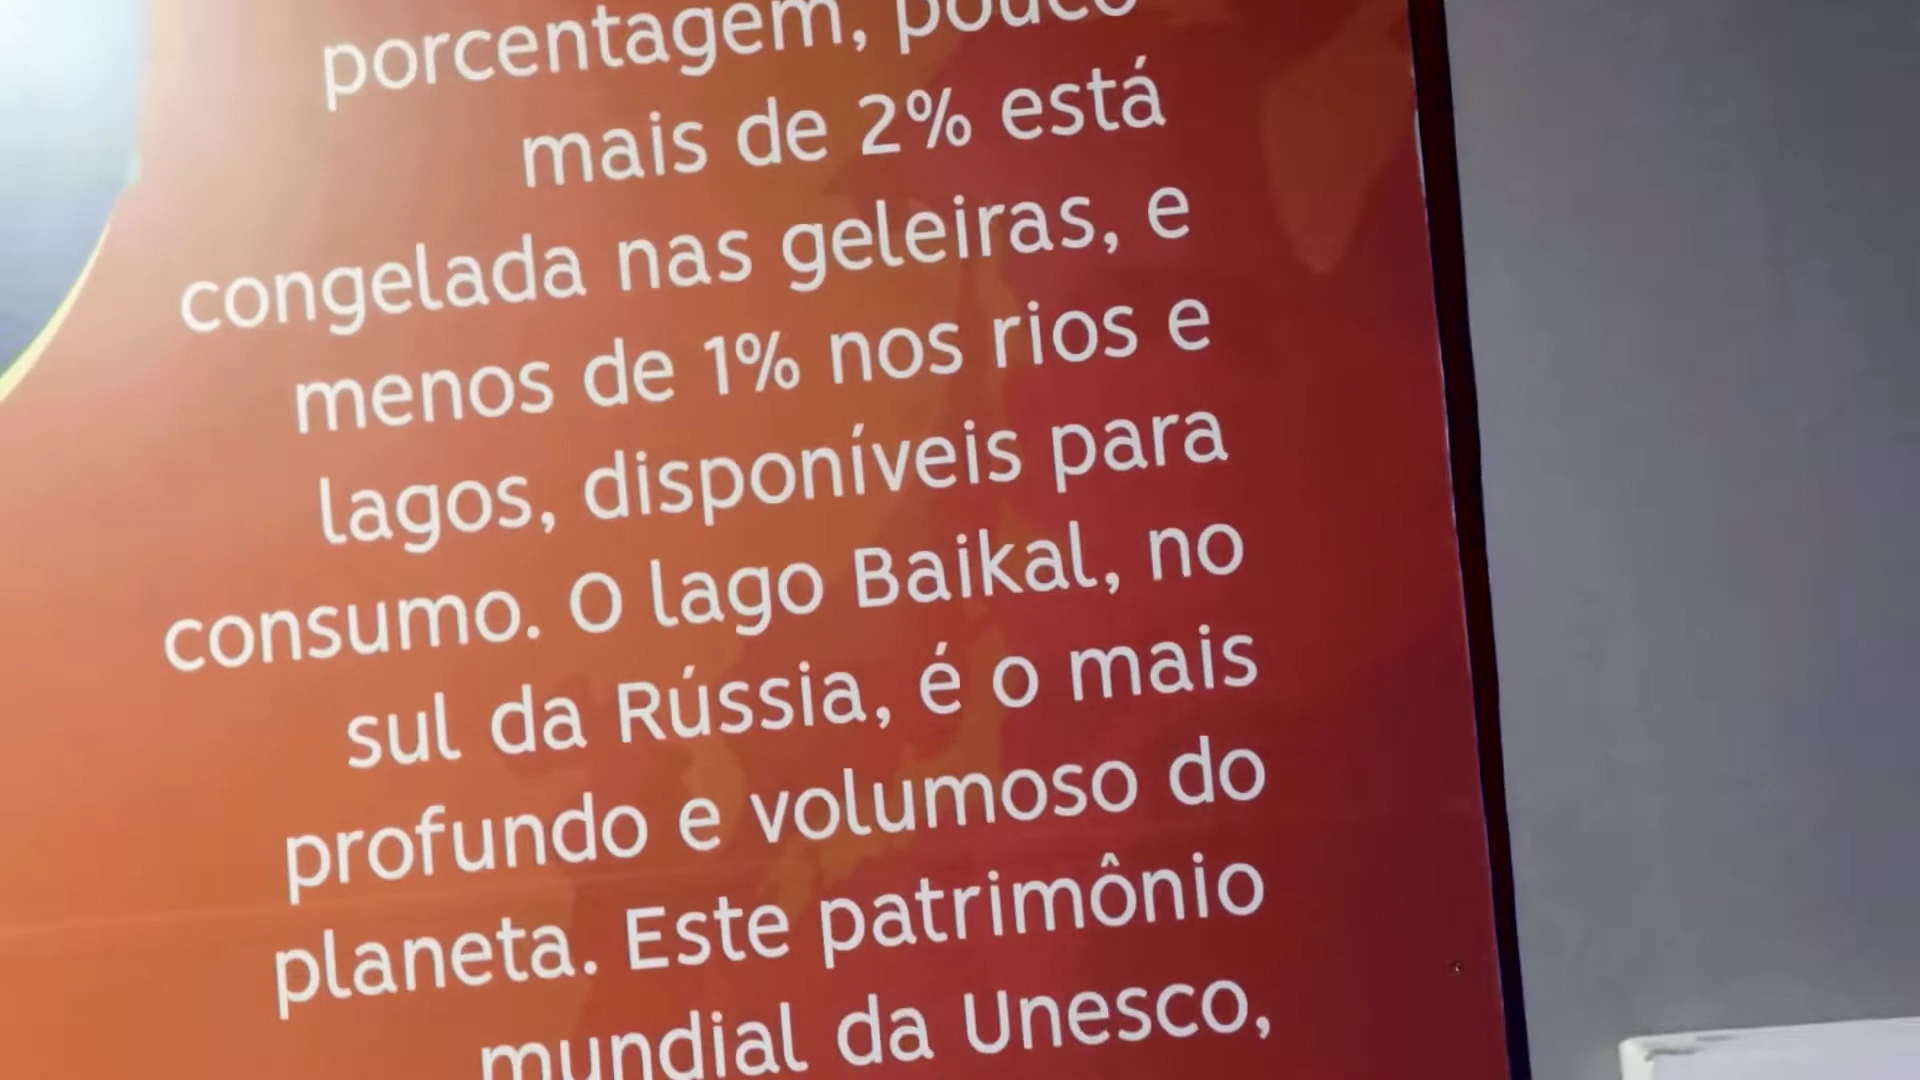 porcentagem, pouco
mais de 2% está
congelada nas geleiras, e
menos de 1% nos rios e
lagos, disponíveis para
consumo. O lago Baikal, no
sul da Rússia, é o mais
profundo e volumoso do
planeta. Este patrimônio
mundial da Unesco,